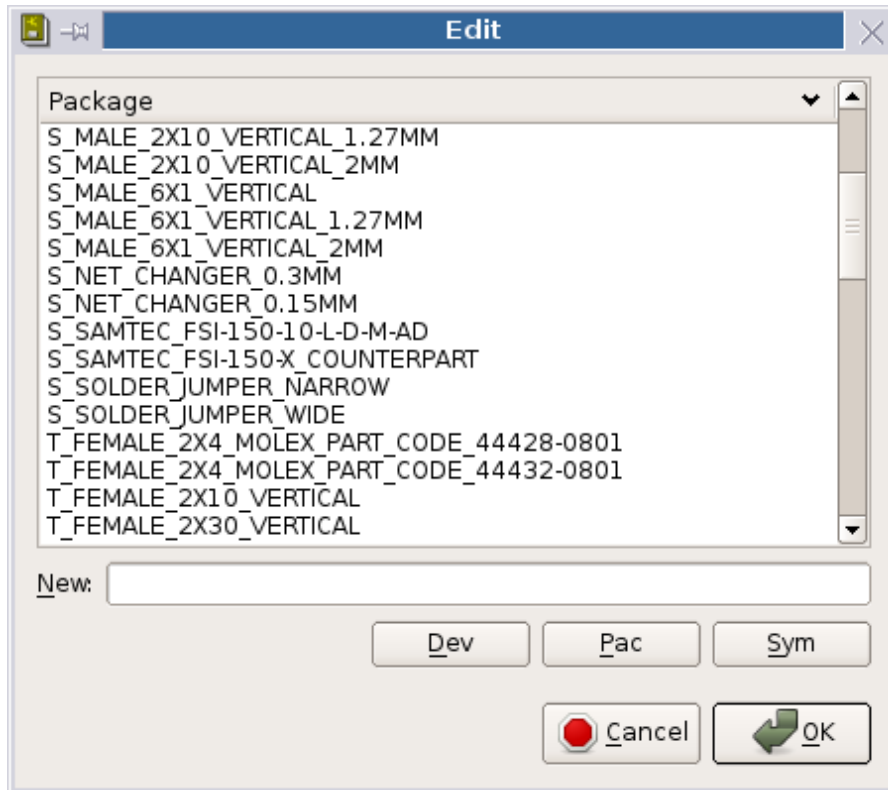 Edit
Package
S_MALE_2X10_VERTICAL_1.27MM
S_MALE_2X10_VERTICAL_2MM
S_MALE_6X1_VERTICAL
S_MALE_6X1_VERTICAL_1.27MM
S_MALE_6X1_VERTICAL_2MM
S_NET_CHANGER_0.3MM
S_NET_CHANGER_0.15MM
S_SAMTEC_FSI-150-10-L-D-M-AD
S_SAMTEC_FSI-150-X_COUNTERPART
S_SOLDER_JUMPER_NARROW
S_SOLDER_JUMPER_WIDE
T_FEMALE_2X4_MOLEX_PART_CODE_44428-0801
T_FEMALE_2X4_MOLEX_PART_CODE_44432-0801
T_FEMALE_2X10_VERTICAL
T_FEMALE_2X30_VERTICAL
New:
Dev Pac Sym
Cancel OK